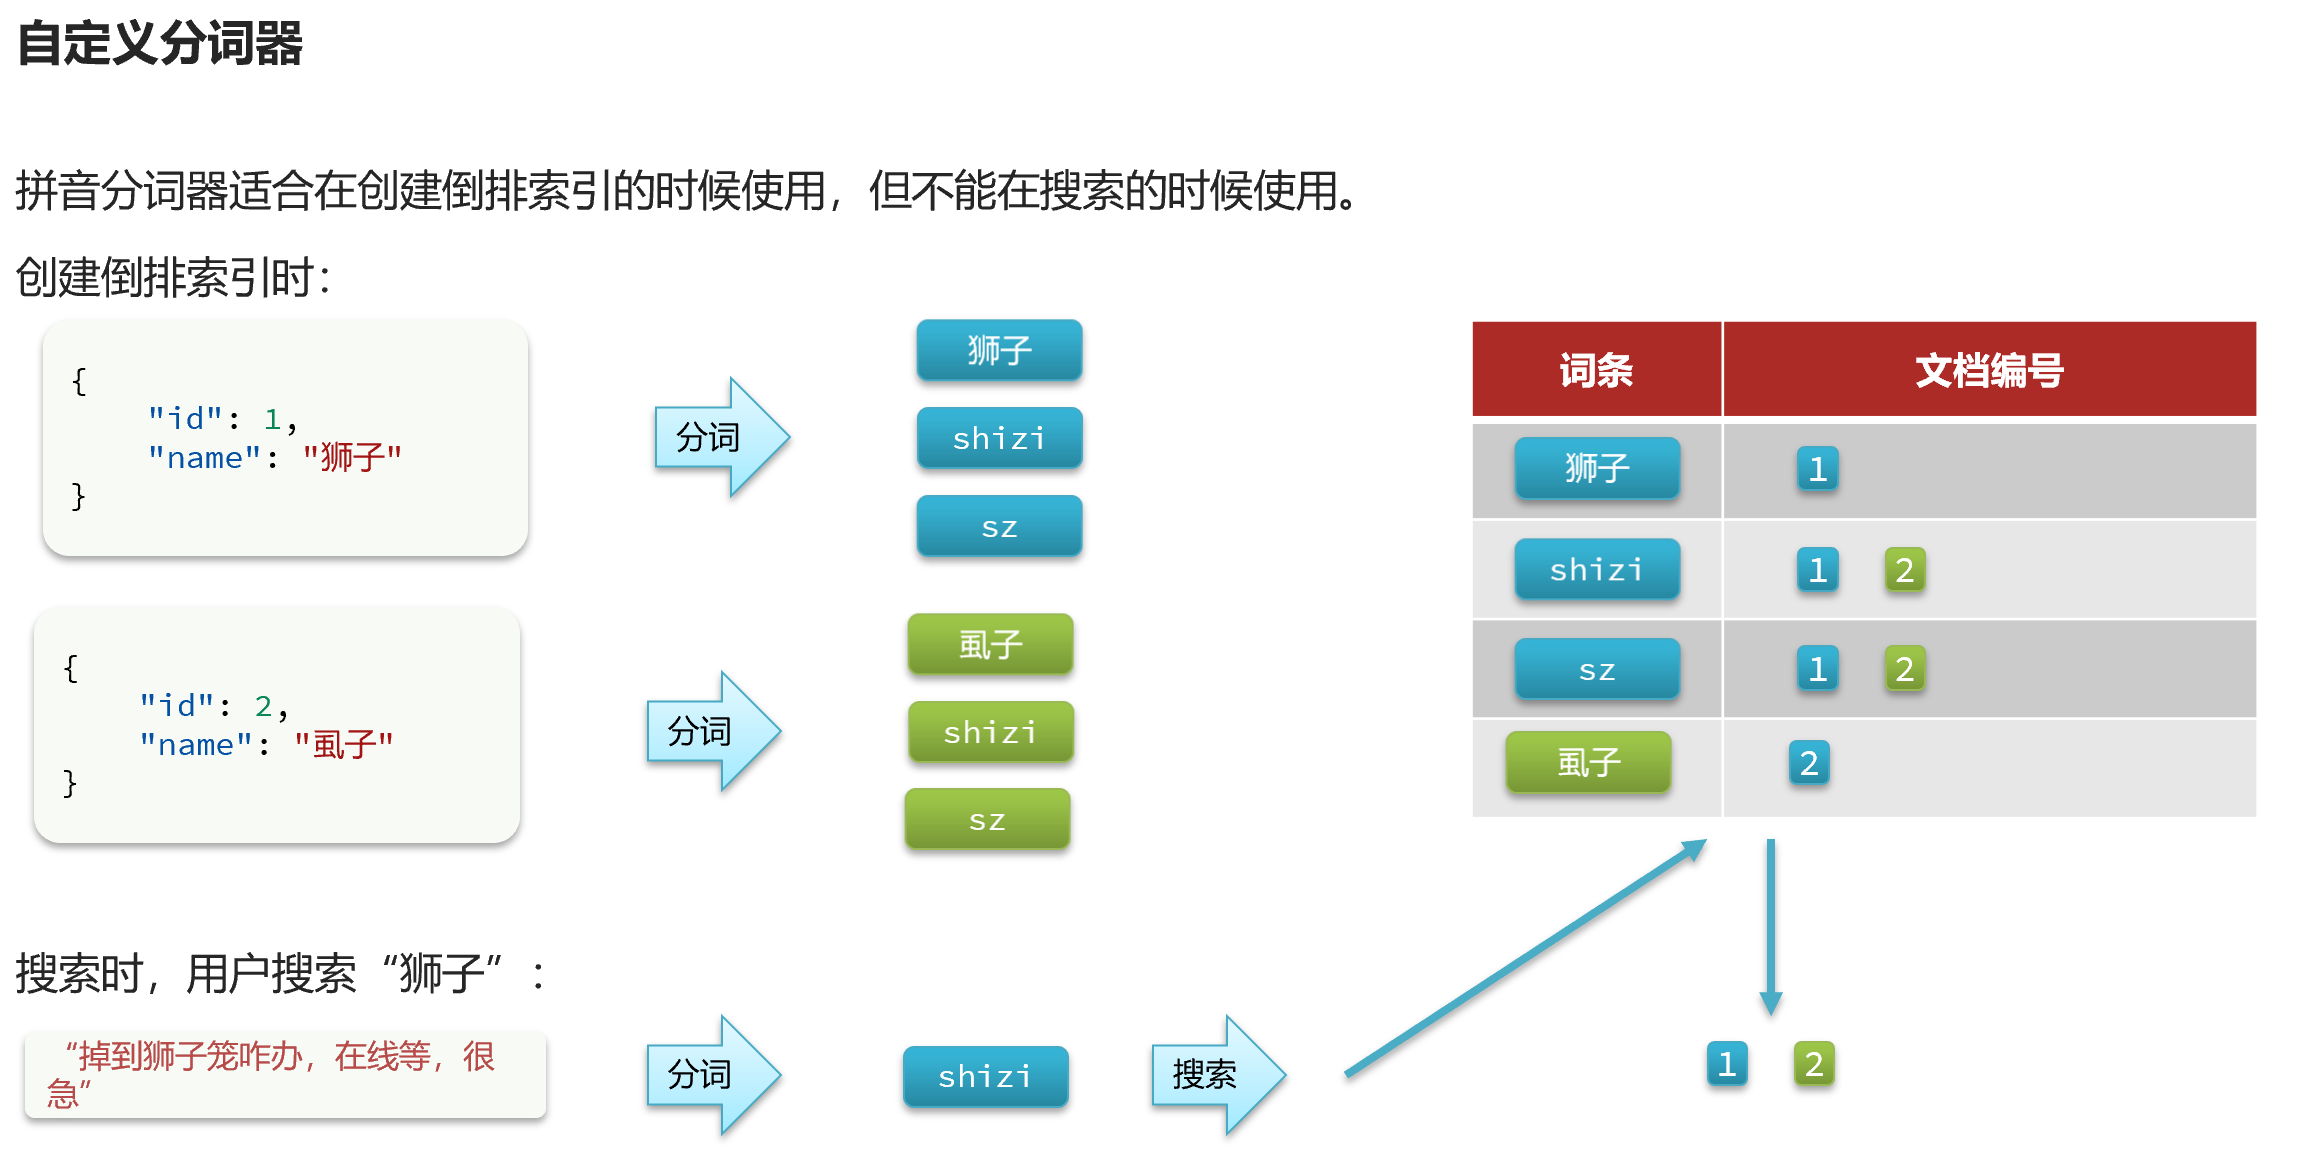 自定义分词器
拼音分词器适合在创建倒排索引的时候使用，但不能在搜索的时候使用。
创建倒排索引时：
{
"id": 1,
"name": "狮子"
}
分词
狮子
shizi
sz
{
"id": 2,
"name": "虱子"
}
分词
虱子
shizi
sz
词条 文档编号
狮子 1
shizi 1 2
sz 1 2
虱子 2
搜索时，用户搜索“狮子”：
“掉到狮子笼咋办，在线等，很
急”
分词
shizi
搜索
1 2